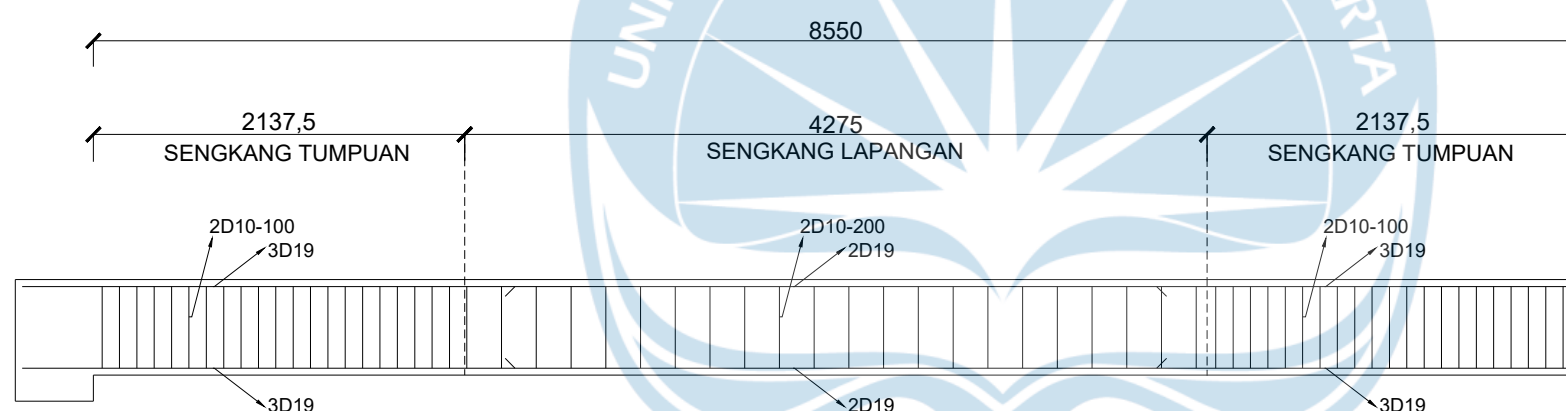 8550
2137,5
SENGKANG TUMPUAN
4275
SENGKANG LAPANGAN
2137,5
SENGKANG TUMPUAN
2D10-100
3D19
2D10-200
2D19
2D10-100
3D19
3D19
2D19
3D19